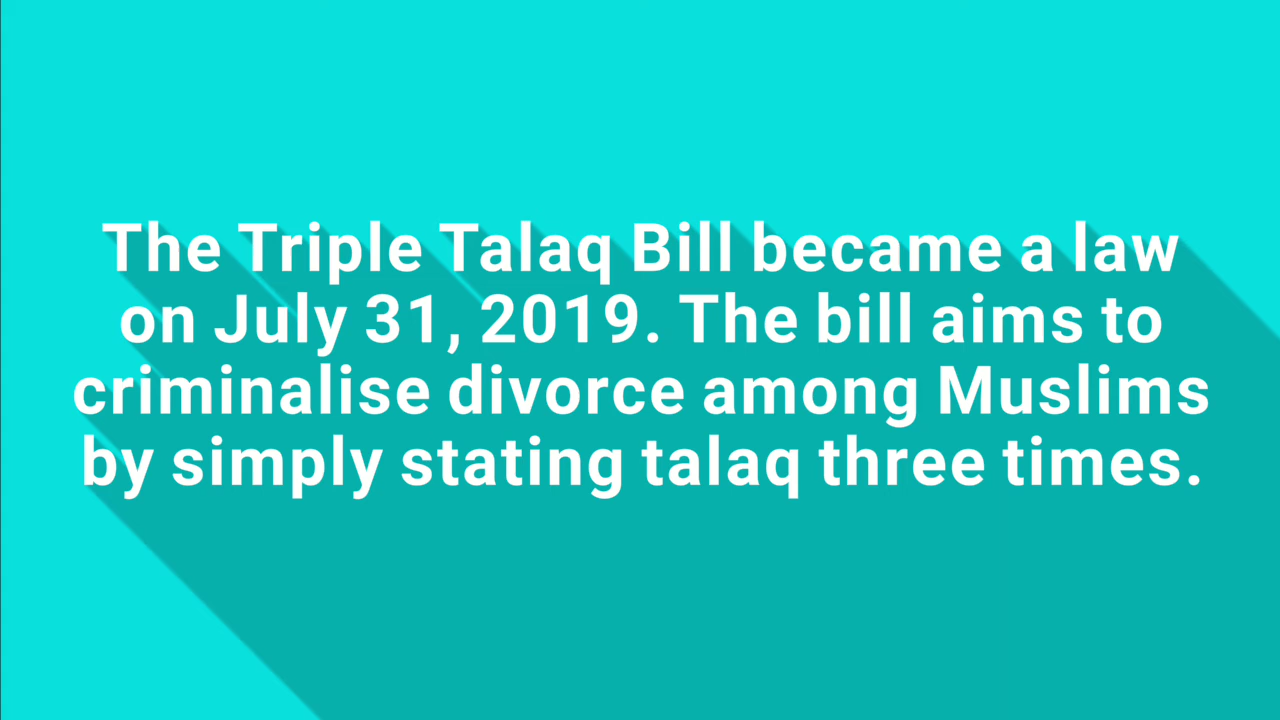 The Triple Talaq Bill became a law
on July 31, 2019. The bill aims to
criminalise divorce among Muslims
by simply stating talaq three times.